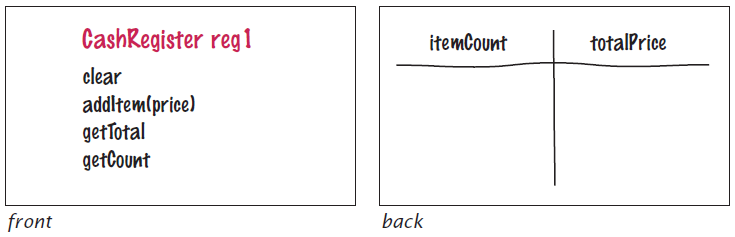 CashRegister reg1
clear
addItem(price)
getTotal
getCount
front
itemCount totalPrice
back